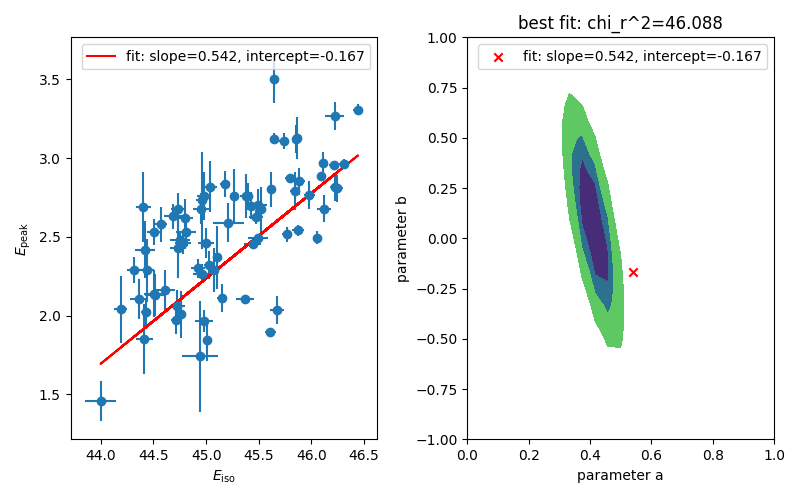 best fit: chi_r^2=46.088
fit: slope=0.542, intercept=-0.167
3.5
3.0
2.5
2.0
1.5
E_peak
44.0 44.5 45.0 45.5 46.0 46.5
E_iso
fit: slope=0.542, intercept=-0.167
1.00
0.75
0.50
0.25
0.00
−0.25
−0.50
−0.75
−1.00
parameter b
0.0 0.2 0.4 0.6 0.8 1.0
parameter a